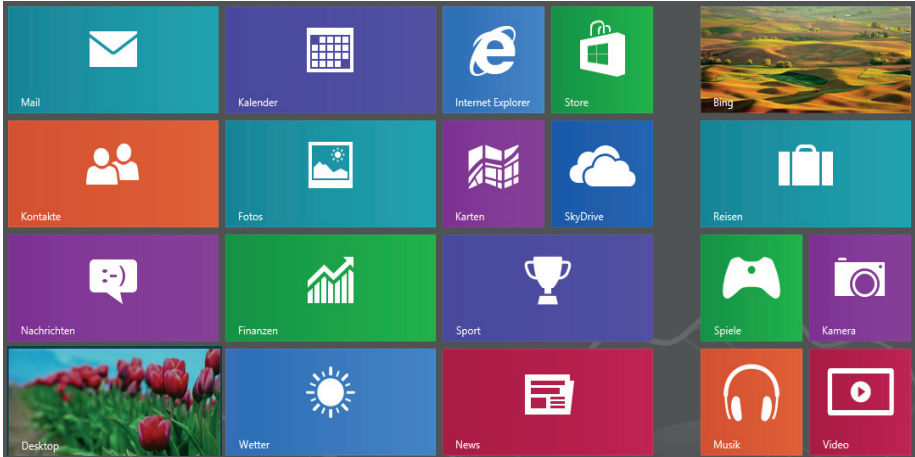 Mail
Kalender
Internet Explorer
Store
Bing
Kontakte
Fotos
Karten
SkyDrive
Reisen
Nachrichten
:-)
Finanzen
Sport
Spiele
Kamera
Desktop
Wetter
News
Musik
Video